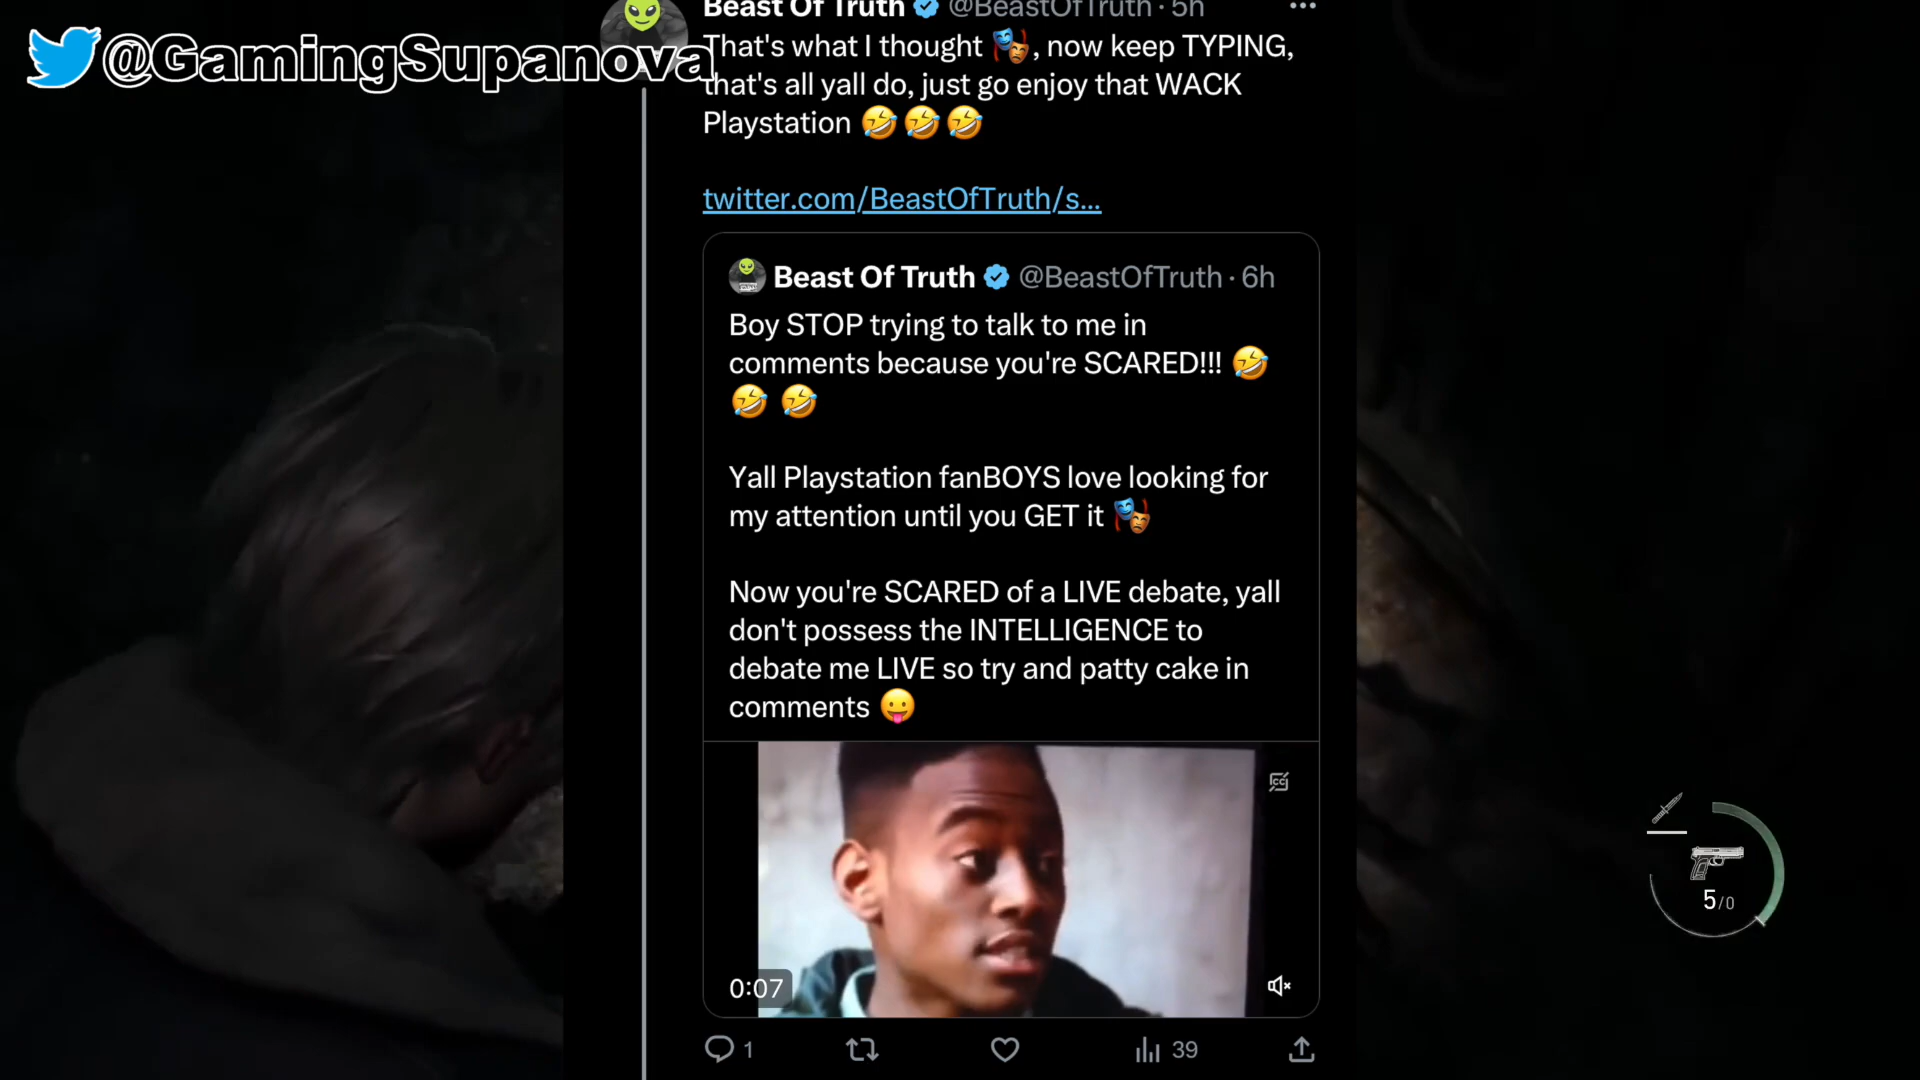 @GamingSupanova
Beast Of Truth @BeastOfTruth · 5h
That's what I thought 🎭, now keep TYPING,
that's all yall do, just go enjoy that WACK
Playstation 🤣🤣🤣
twitter.com/BeastOfTruth/s...
Beast Of Truth @BeastOfTruth · 6h
Boy STOP trying to talk to me in
comments because you're SCARED!!! 🤣
🤣 🤣
Yall Playstation fanBOYS love looking for
my attention until you GET it 🎭
Now you're SCARED of a LIVE debate, yall
don't possess the INTELLIGENCE to
debate me LIVE so try and patty cake in
comments 😛
CC
0:07
1
39
5/0